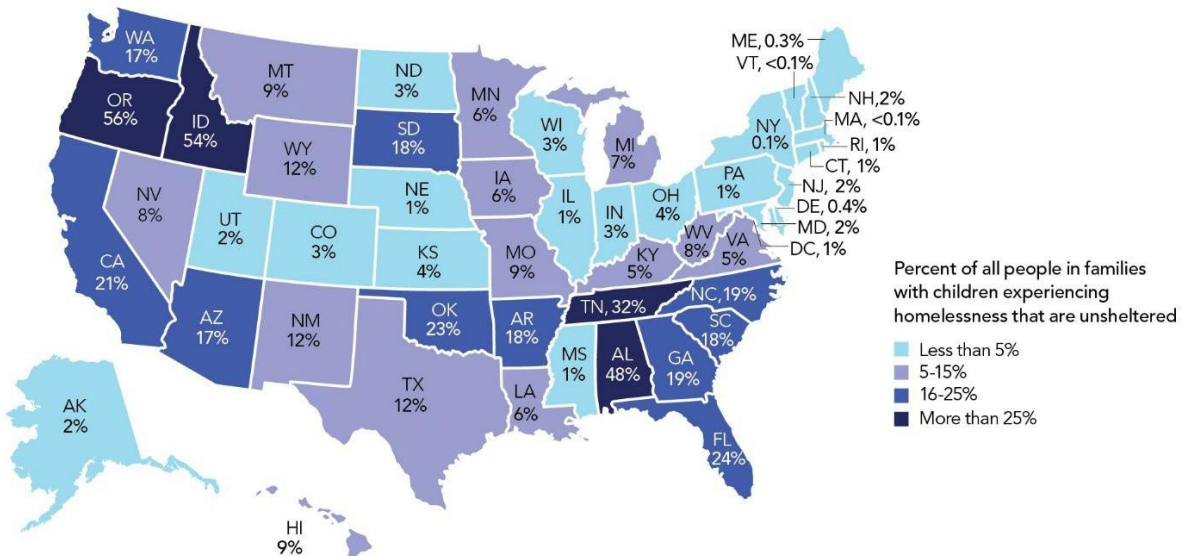 WA
17%
MT
9%
ND
3%
MN
6%
OR
56%
ID
54%
SD
18%
WI
3%
MI
7%
WY
12%
NY
0.1%
ME, 0.3%
VT, <0.1%
NH, 2%
MA, <0.1%
RI, 1%
CT, 1%
NJ, 2%
DE, 0.4%
MD, 2%
DC, 1%
NV
8%
UT
2%
NE
1%
IA
6%
IL
1%
IN
3%
OH
4%
PA
1%
CO
3%
KS
4%
MO
9%
KY
5%
WV
8%
VA
5%
CA
21%
AZ
17%
NM
12%
OK
23%
AR
18%
TN, 32%
NC, 19%
SC
18%
MS
1%
AL
48%
GA
19%
TX
12%
LA
6%
FL
24%
AK
2%
HI
9%
Percent of all people in families
with children experiencing
homelessness that are unsheltered
Less than 5%
5-15%
16-25%
More than 25%